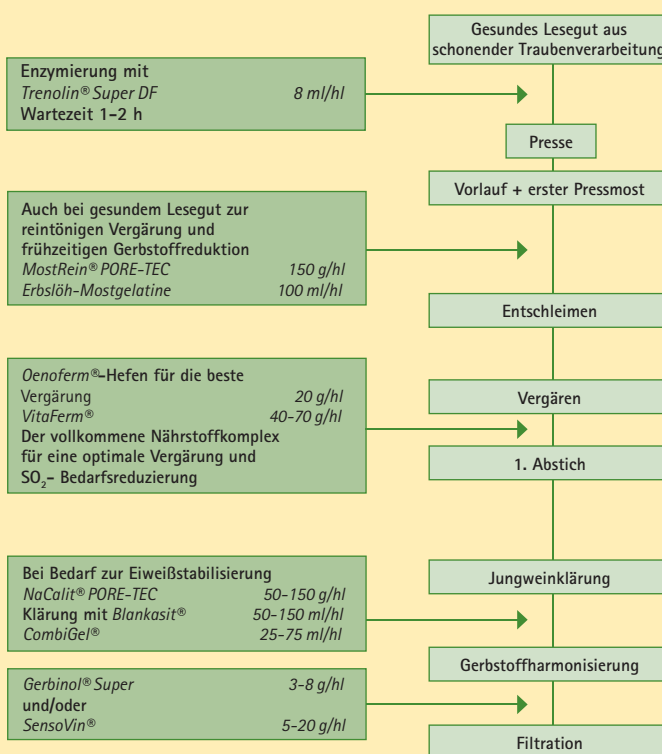 Gesundes Lesegut aus
schonender Traubenverarbeitung
Enzymierung mit
Trenolin® Super DF 8 ml/hl
Wartezeit 1–2 h
Presse
Vorlauf + erster Pressmost
Auch bei gesundem Lesegut zur
reintönigen Vergärung und
frühzeitigen Gerbstoffreduktion
MostRein® PORE-TEC 150 g/hl
Erbslöh-Mostgelatine 100 ml/hl
Entschleimen
Oenoferm®-Hefen für die beste
Vergärung 20 g/hl
VitaFerm® 40-70 g/hl
Der vollkommene Nährstoffkomplex
für eine optimale Vergärung und
SO₂- Bedarfsreduzierung
Vergären
1. Abstich
Bei Bedarf zur Eiweißstabilisierung
NaCalit® PORE-TEC 50-150 g/hl
Klärung mit Blankasit® 50-150 ml/hl
CombiGel® 25-75 ml/hl
Jungweinklärung
Gerbstoffharmonisierung
Gerbinol® Super 3-8 g/hl
und/oder
SensoVin® 5-20 g/hl
Filtration